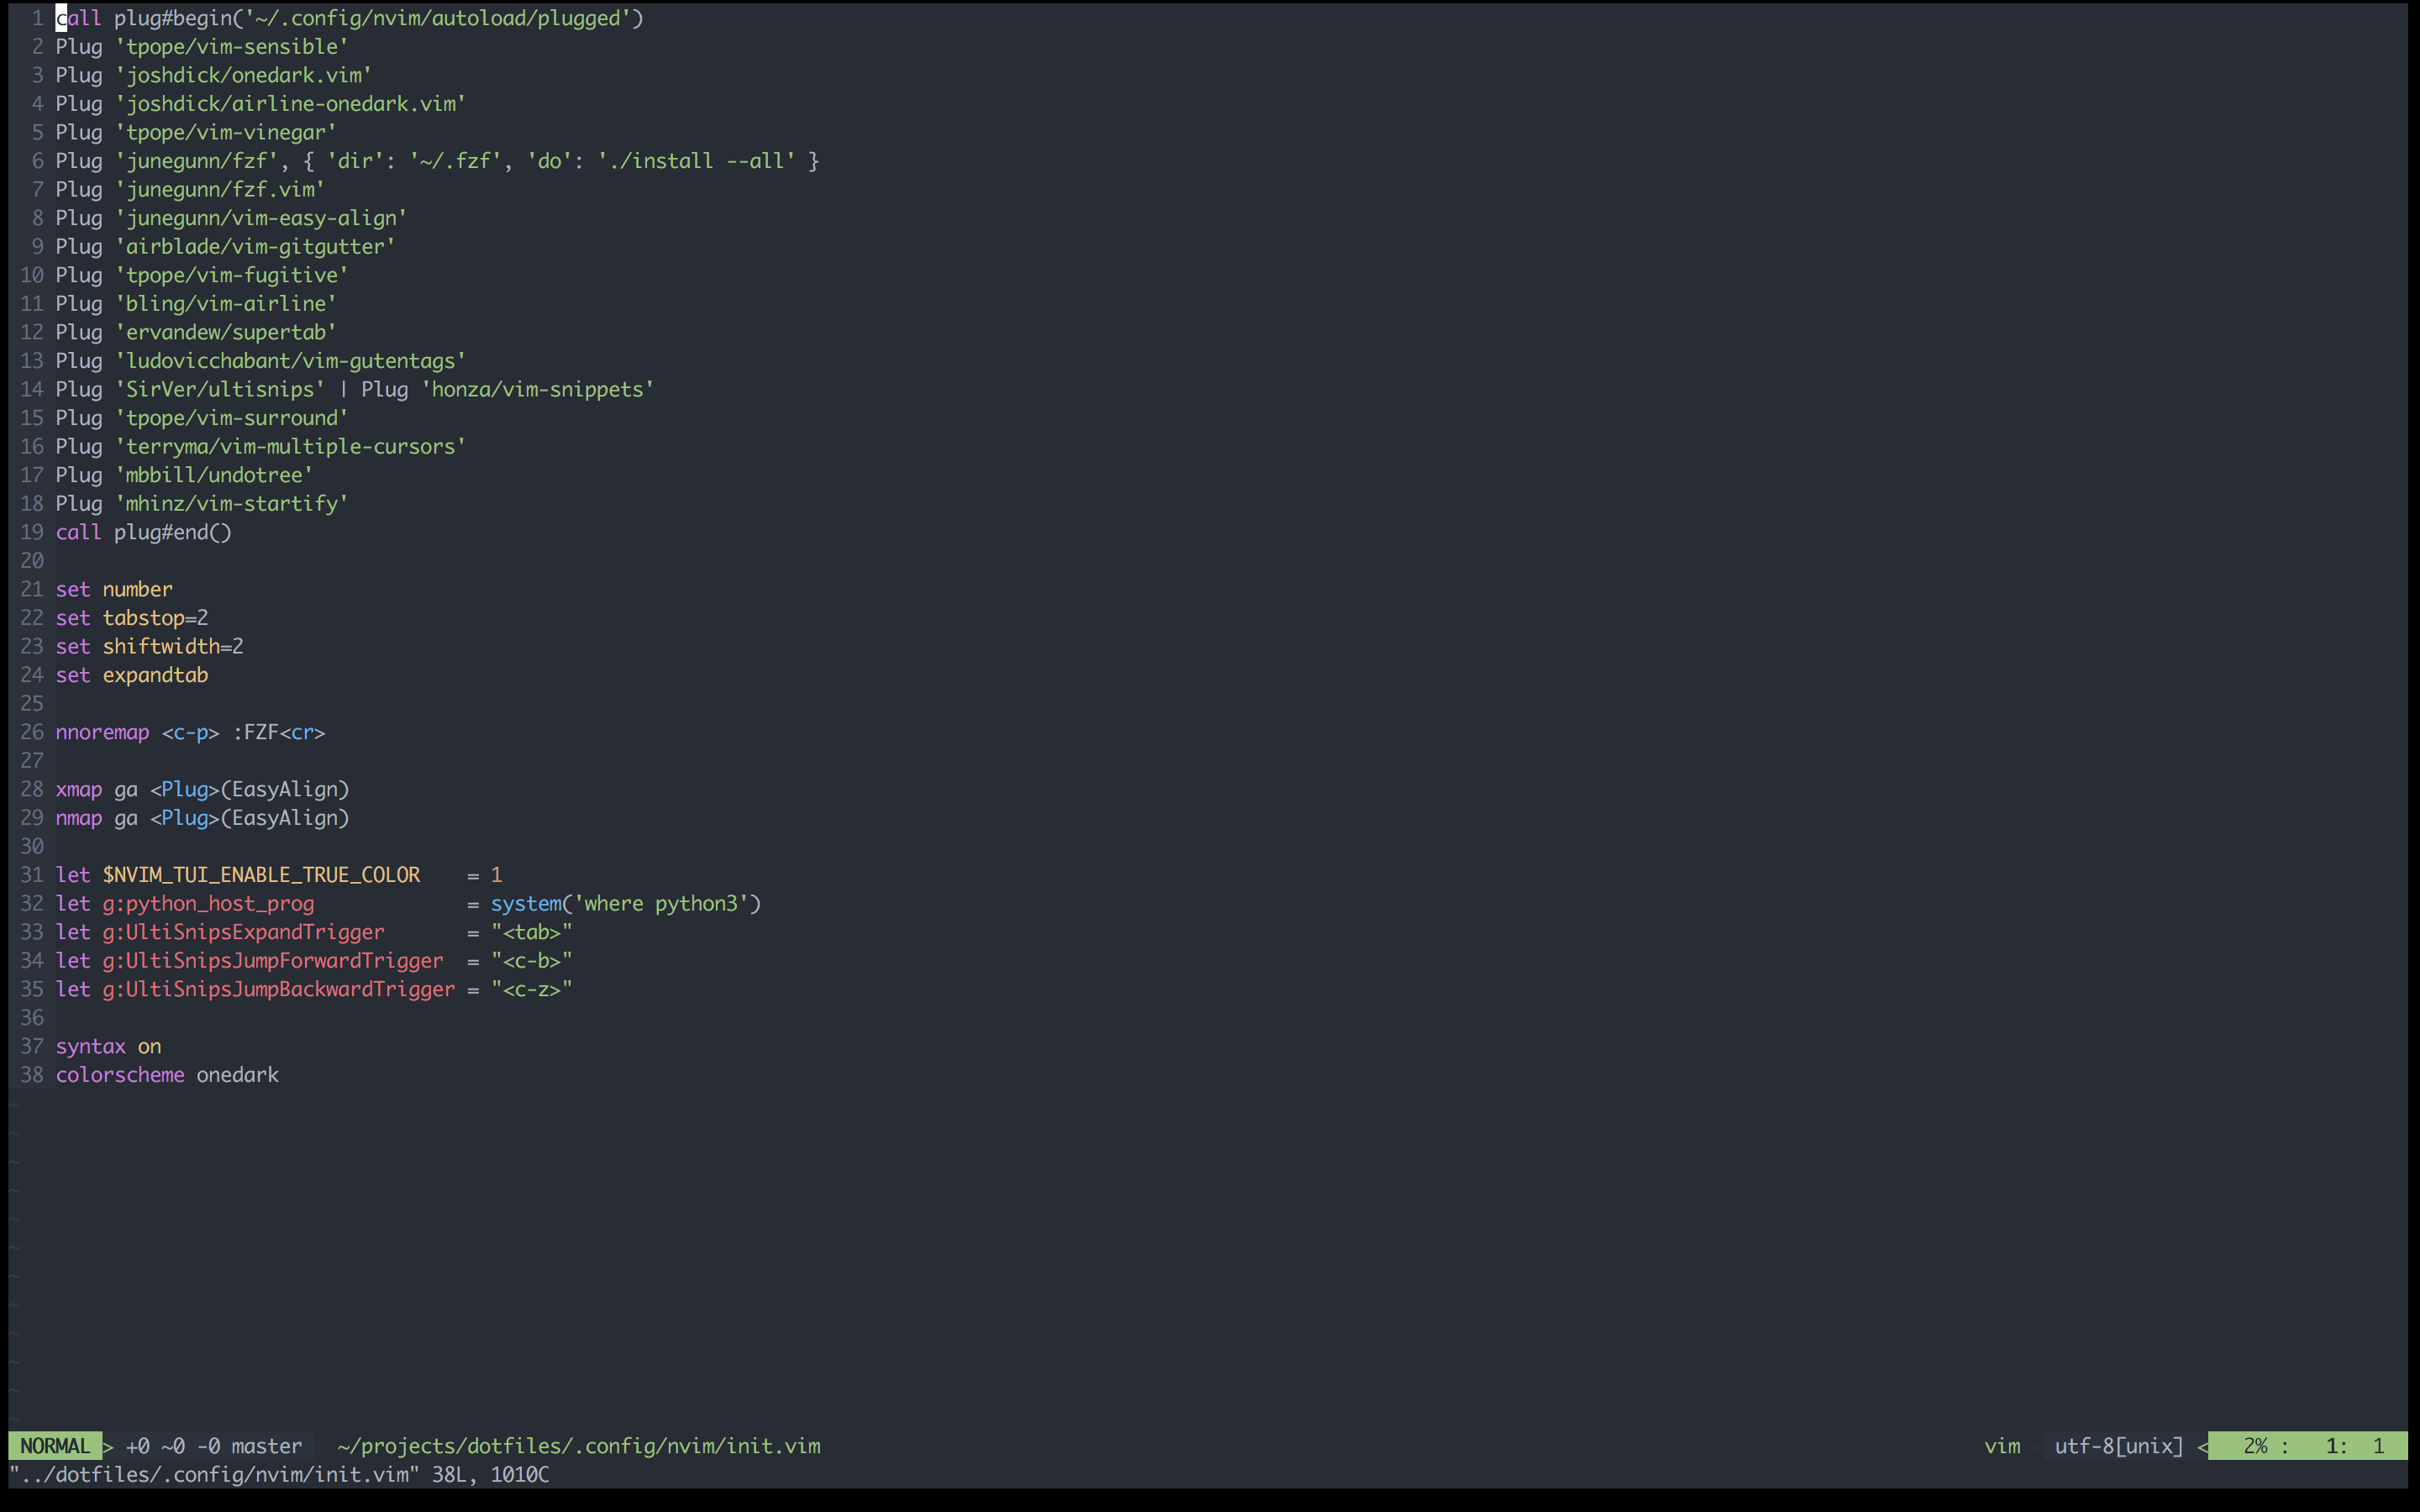 1 call plug#begin('~/.config/nvim/autoload/plugged')
2 Plug 'tpope/vim-sensible'
3 Plug 'joshdick/onedark.vim'
4 Plug 'joshdick/airline-onedark.vim'
5 Plug 'tpope/vim-vinegar'
6 Plug 'junegunn/fzf', { 'dir': '~/.fzf', 'do': './install --all' }
7 Plug 'junegunn/fzf.vim'
8 Plug 'junegunn/vim-easy-align'
9 Plug 'airblade/vim-gitgutter'
10 Plug 'tpope/vim-fugitive'
11 Plug 'bling/vim-airline'
12 Plug 'ervandew/supertab'
13 Plug 'ludovicchabant/vim-gutentags'
14 Plug 'SirVer/ultisnips' | Plug 'honza/vim-snippets'
15 Plug 'tpope/vim-surround'
16 Plug 'terryma/vim-multiple-cursors'
17 Plug 'mbbill/undotree'
18 Plug 'mhinz/vim-startify'
19 call plug#end()
20
21 set number
22 set tabstop=2
23 set shiftwidth=2
24 set expandtab
25
26 nnoremap <c-p> :FZF<cr>
27
28 xmap ga <Plug>(EasyAlign)
29 nmap ga <Plug>(EasyAlign)
30
31 let $NVIM_TUI_ENABLE_TRUE_COLOR    = 1
32 let g:python_host_prog             = system('where python3')
33 let g:UltiSnipsExpandTrigger       = "<tab>"
34 let g:UltiSnipsJumpForwardTrigger  = "<c-b>"
35 let g:UltiSnipsJumpBackwardTrigger = "<c-z>"
36
37 syntax on
38 colorscheme onedark
~
~
~
~
~
~
~
~
~
~
~
~
NORMAL > +0 ~0 -0 master   ~/projects/dotfiles/.config/nvim/init.vim   vim   utf-8[unix] <   2% :   1:  1
"../dotfiles/.config/nvim/init.vim" 38L, 1010C